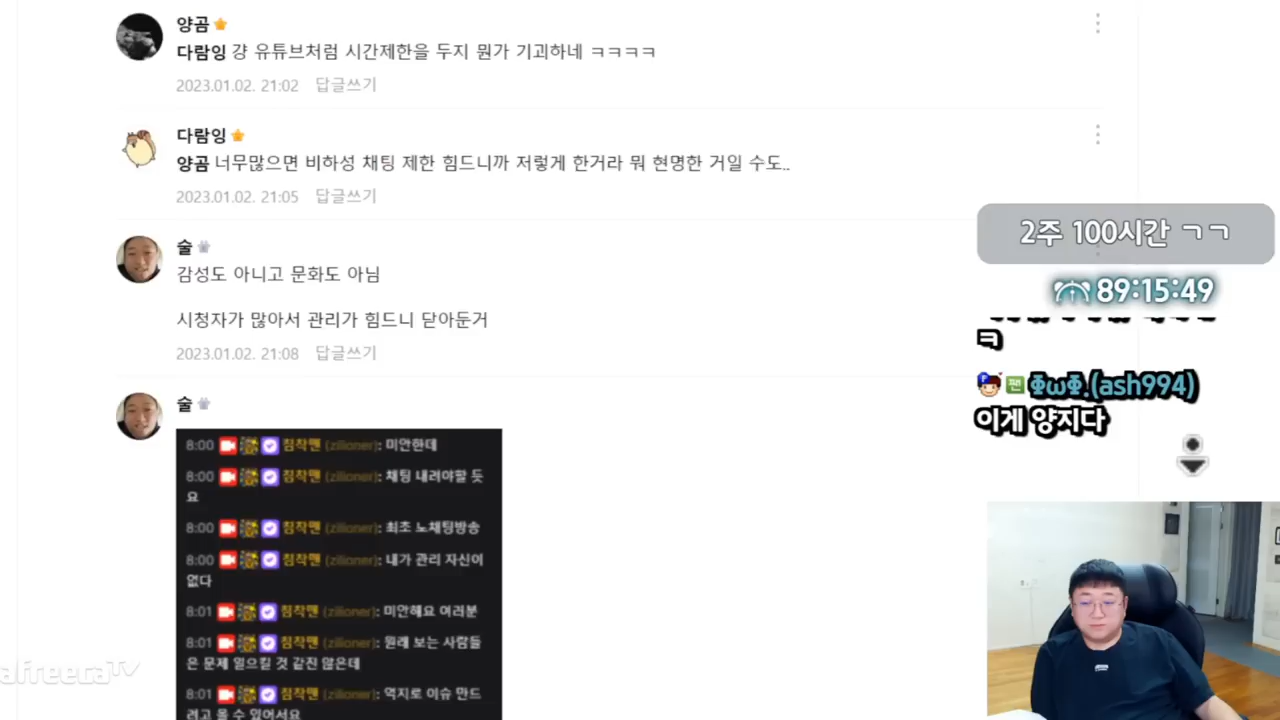 양곰
다람잉 걍 유튜브처럼 시간제한을 두지 뭔가 기괴하네 ㅋㅋㅋㅋ
2023.01.02. 21:02 답글쓰기
다람잉
양곰 너무많으면 비하성 채팅 제한 힘드니까 저렇게 한거라 뭐 현명한 거일 수도..
2023.01.02. 21:05 답글쓰기
술
감성도 아니고 문화도 아님
시청자가 많아서 관리가 힘드니 닫아둔거
2023.01.02. 21:08 답글쓰기
술
8:00 침착맨 (zilioner): 미안한데
8:00 침착맨 (zilioner): 채팅 내려야할 듯
요
8:00 침착맨 (zilioner): 최초 노채팅방송
8:00 침착맨 (zilioner): 내가 관리 자신이
없다
8:01 침착맨 (zilioner): 미안해요 여러분
8:01 침착맨 (zilioner): 원래 보는 사람들
은 문제 일으킬 것 같진 않은데
8:01 침착맨 (zilioner): 억지로 이슈 만드
려고 올 수 있어서요
2주 100시간 ㄱㄱ
89:15:49
ㅋ
팬 ΦωΦ.(ash994)
이게 양지다
afreecaTV